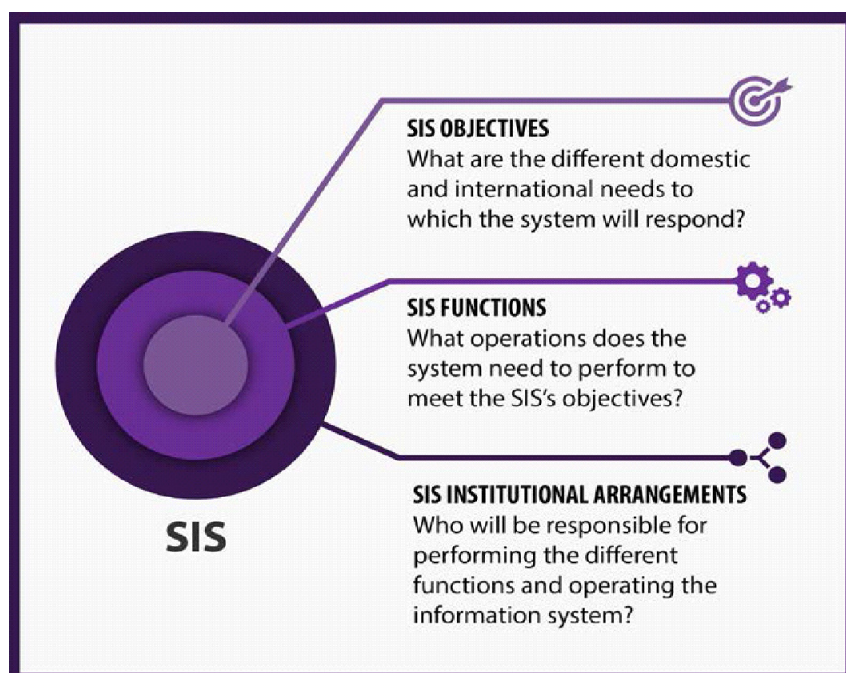 SIS OBJECTIVES
What are the different domestic
and international needs to
which the system will respond?
SIS FUNCTIONS
What operations does the
system need to perform to
meet the SIS's objectives?
SIS INSTITUTIONAL ARRANGEMENTS
Who will be responsible for
performing the different
functions and operating the
information system?
SIS